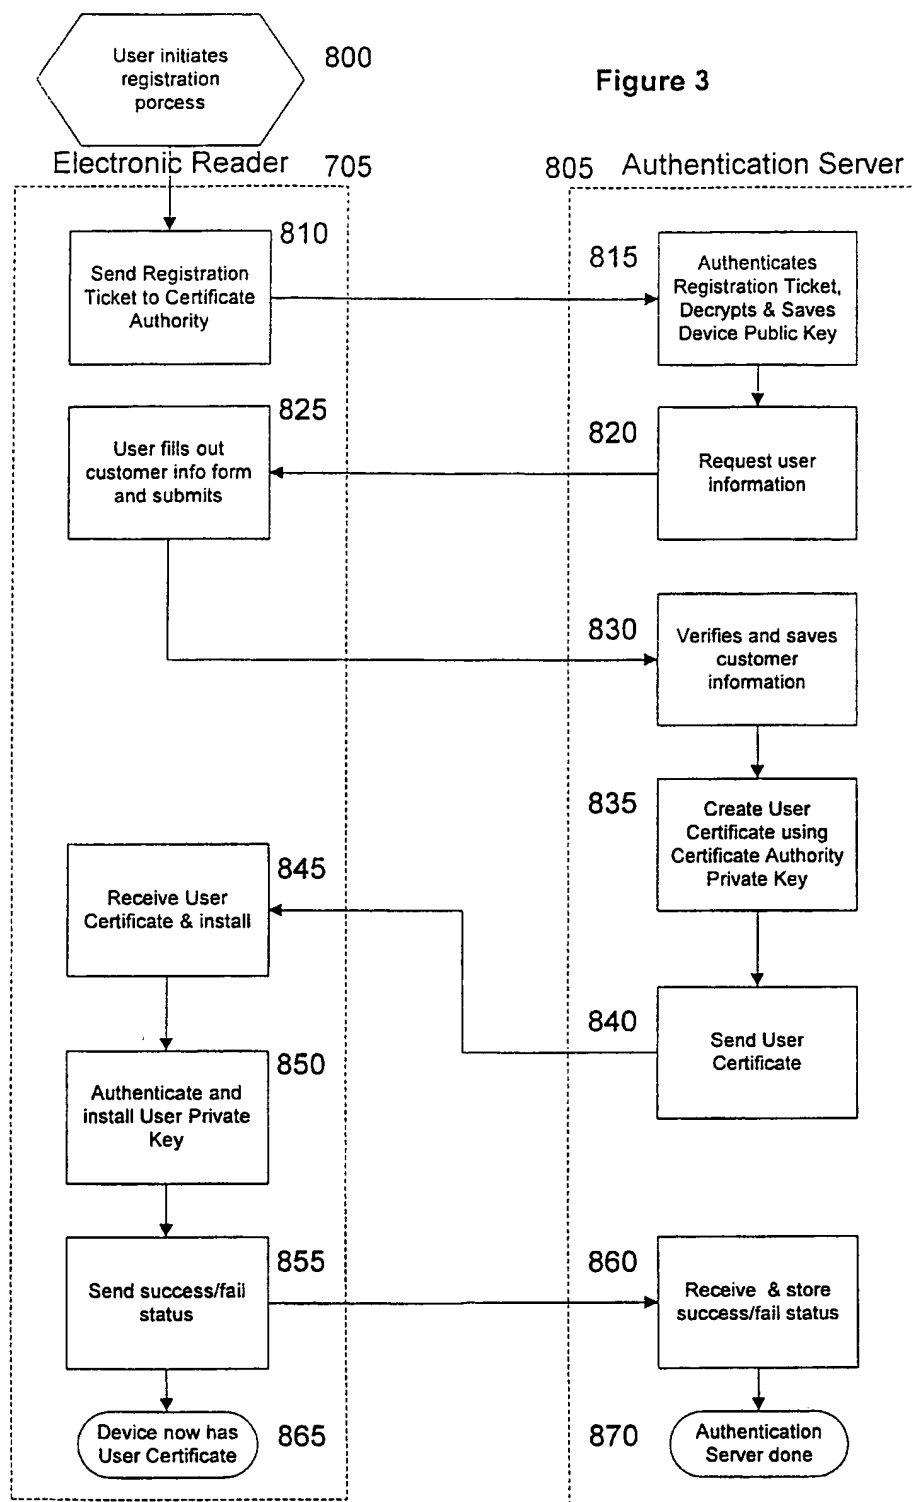 User initiates
registration
porcess
800
Figure 3
Electronic Reader
705
805
Authentication Server
810
Send Registration
Ticket to Certificate
Authority
815
Authenticates
Registration Ticket,
Decrypts & Saves
Device Public Key
825
User fills out
customer info form
and submits
820
Request user
information
830
Verifies and saves
customer
information
835
Create User
Certificate using
Certificate Authority
Private Key
845
Receive User
Certificate & install
840
Send User
Certificate
850
Authenticate and
install User Private
Key
855
Send success/fail
status
860
Receive & store
success/fail status
Device now has
User Certificate
865
870
Authentication
Server done